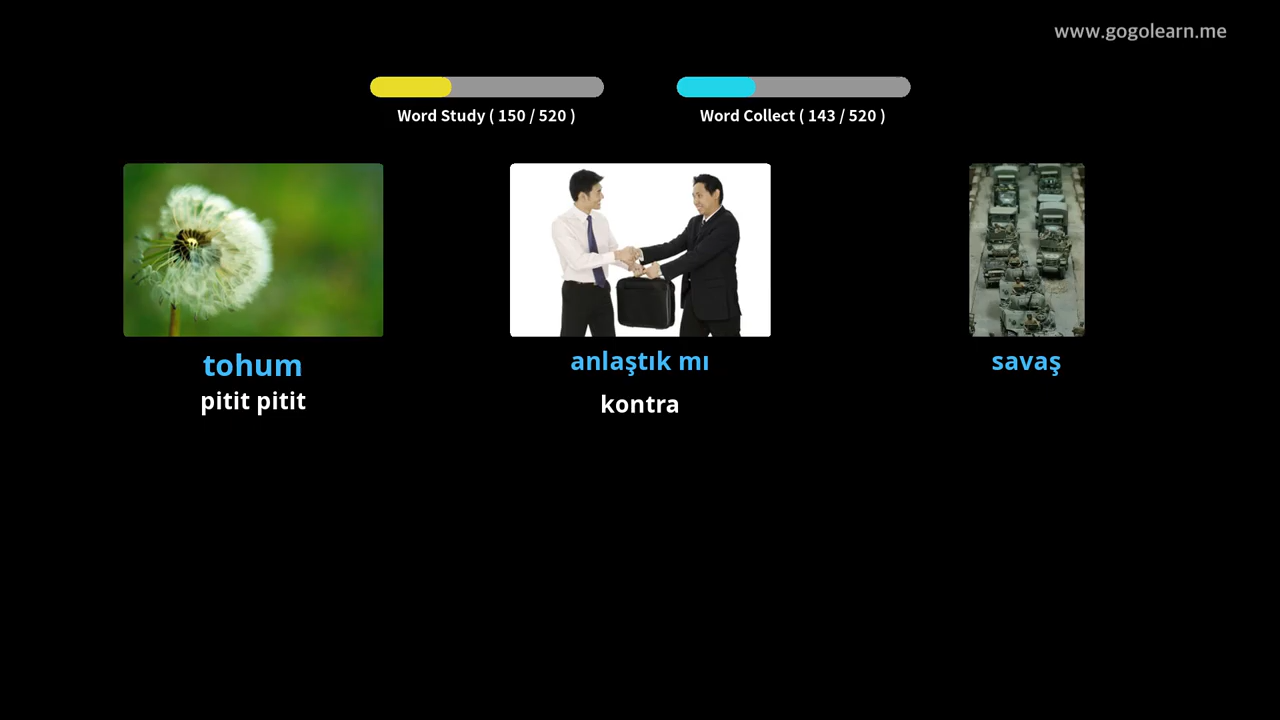 www.gogolearn.me
Word Study ( 150 / 520 )
Word Collect ( 143 / 520 )
tohum
pitit pitit
anlaştık mı
kontra
savaş